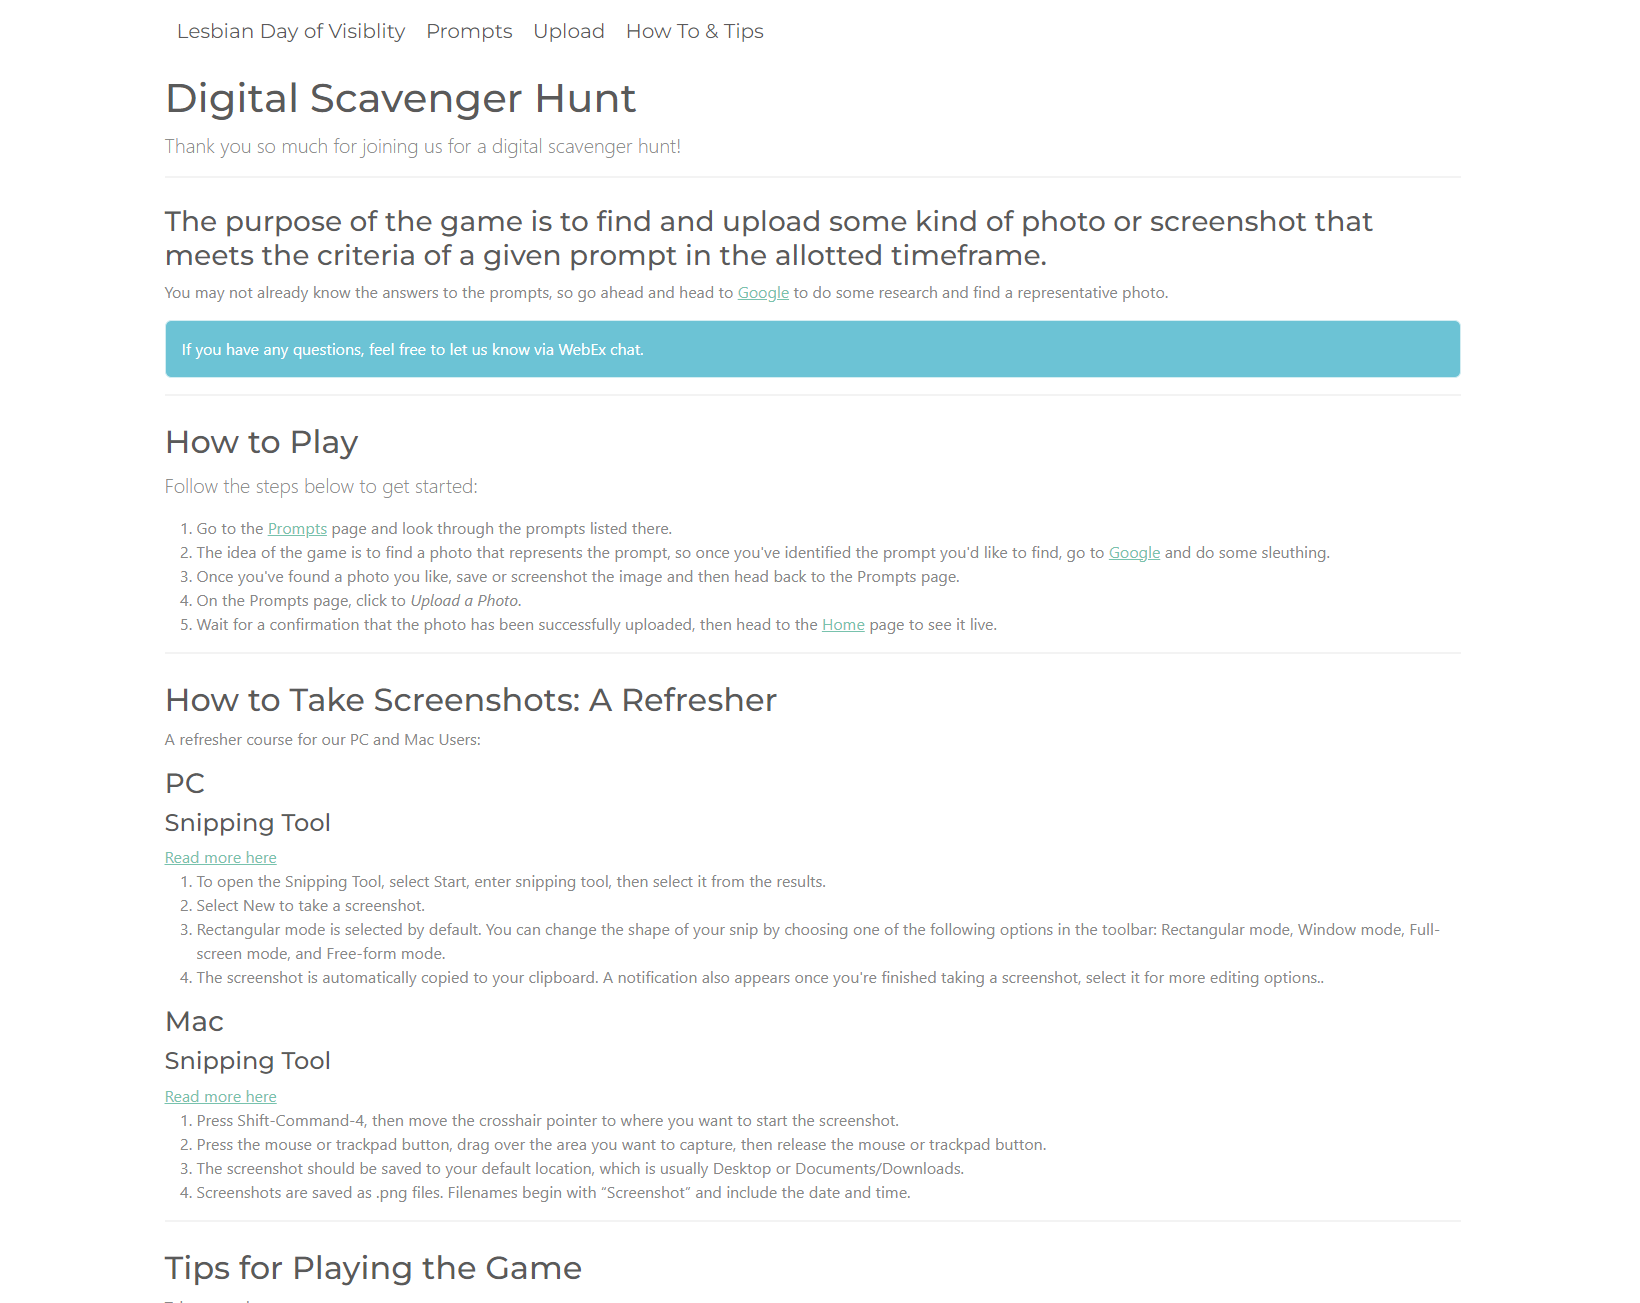 Lesbian Day of Visiblity Prompts Upload How To & Tips
Digital Scavenger Hunt
Thank you so much for joining us for a digital scavenger hunt!
The purpose of the game is to find and upload some kind of photo or screenshot that
meets the criteria of a given prompt in the allotted timeframe.
You may not already know the answers to the prompts, so go ahead and head to Google to do some research and find a representative photo.
If you have any questions, feel free to let us know via WebEx chat.
How to Play
Follow the steps below to get started:
1. Go to the Prompts page and look through the prompts listed there.
2. The idea of the game is to find a photo that represents the prompt, so once you've identified the prompt you'd like to find, go to Google and do some sleuthing.
3. Once you've found a photo you like, save or screenshot the image and then head back to the Prompts page.
4. On the Prompts page, click to Upload a Photo.
5. Wait for a confirmation that the photo has been successfully uploaded, then head to the Home page to see it live.
How to Take Screenshots: A Refresher
A refresher course for our PC and Mac Users:
PC
Snipping Tool
Read more here
1. To open the Snipping Tool, select Start, enter snipping tool, then select it from the results.
2. Select New to take a screenshot.
3. Rectangular mode is selected by default. You can change the shape of your snip by choosing one of the following options in the toolbar: Rectangular mode, Window mode, Full-
screen mode, and Free-form mode.
4. The screenshot is automatically copied to your clipboard. A notification also appears once you're finished taking a screenshot, select it for more editing options..
Mac
Snipping Tool
Read more here
1. Press Shift-Command-4, then move the crosshair pointer to where you want to start the screenshot.
2. Press the mouse or trackpad button, drag over the area you want to capture, then release the mouse or trackpad button.
3. The screenshot should be saved to your default location, which is usually Desktop or Documents/Downloads.
4. Screenshots are saved as .png files. Filenames begin with “Screenshot” and include the date and time.
Tips for Playing the Game